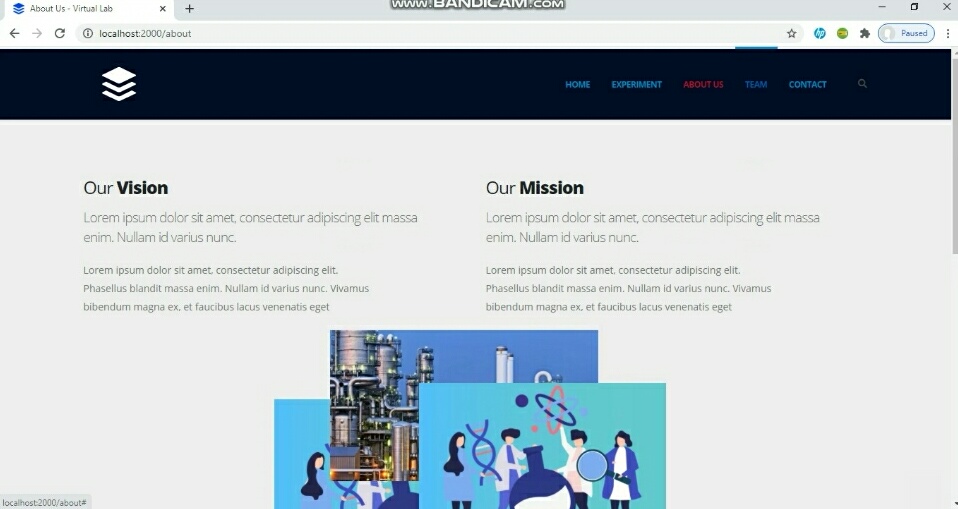 WWW.BANDICAM.COM
About Us - Virtual Lab
localhost:2000/about
Paused
HOME EXPERIMENT ABOUT US TEAM CONTACT
Our Vision
Lorem ipsum dolor sit amet, consectetur adipiscing elit massa
enim. Nullam id varius nunc.
Lorem ipsum dolor sit amet, consectetur adipiscing elit.
Phasellus blandit massa enim. Nullam id varius nunc. Vivamus
bibendum magna ex, et faucibus lacus venenatis eget
Our Mission
Lorem ipsum dolor sit amet, consectetur adipiscing elit massa
enim. Nullam id varius nunc.
Lorem ipsum dolor sit amet, consectetur adipiscing elit.
Phasellus blandit massa enim. Nullam id varius nunc. Vivamus
bibendum magna ex, et faucibus lacus venenatis eget
localhost:2000/about#